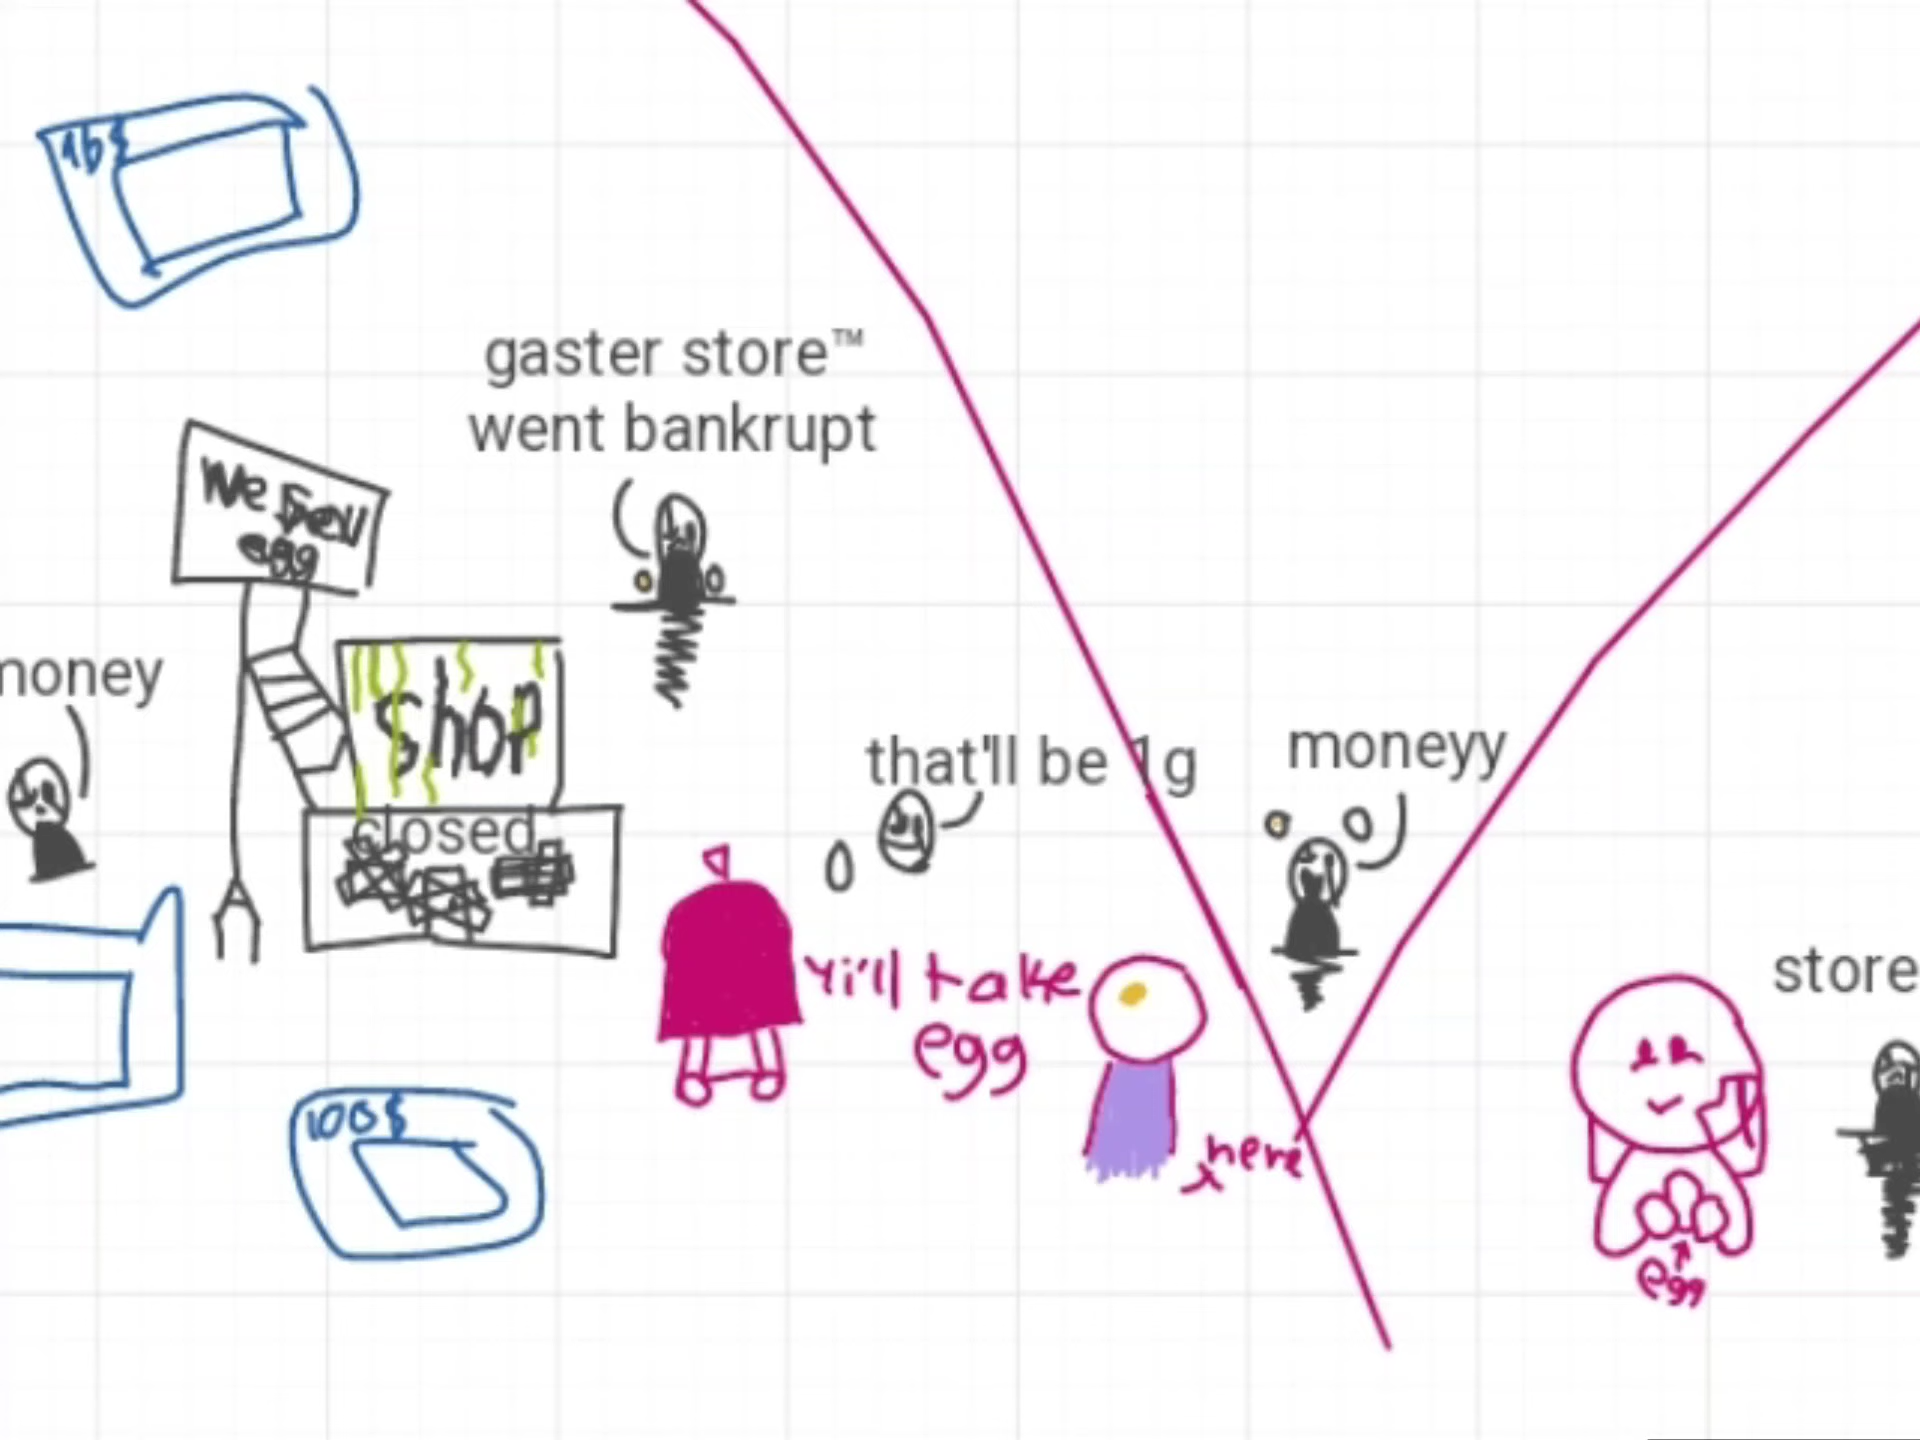 15$
gaster store™
went bankrupt
We Sell
egg
money
shop
closed
that'll be 1g
moneyy
i'll take
egg
here
store
100$
egg